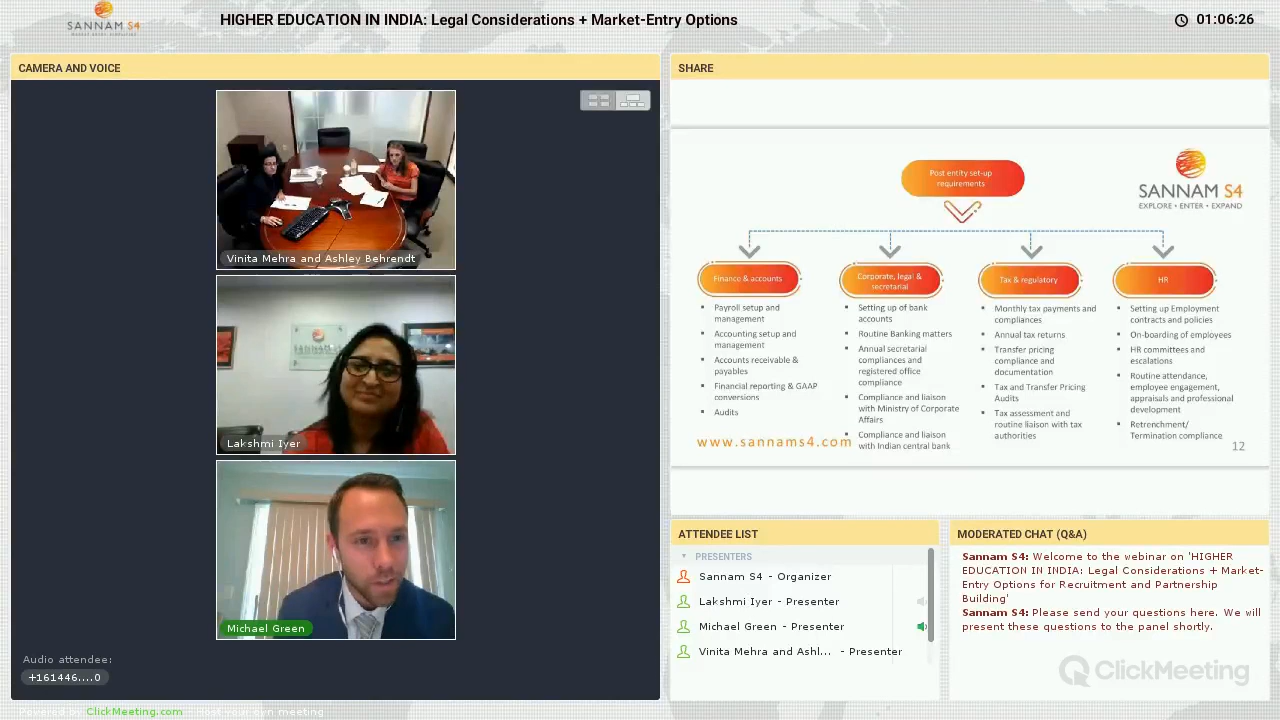 SANNAM S4
HIGHER EDUCATION IN INDIA: Legal Considerations + Market-Entry Options
01:06:26
CAMERA AND VOICE
Vinita Mehra and Ashley Behrendt
Lakshmi Iyer
Michael Green
Audio attendee:
+161446....0
Powered by ClickMeeting.com - Host your own meeting
SHARE
Post entity set-up
requirements
SANNAM S4
EXPLORE • ENTER • EXPAND
Finance & accounts
▪ Payroll setup and
management
▪ Accounting setup and
management
▪ Accounts receivable &
payables
▪ Financial reporting & GAAP
conversions
▪ Audits
Corporate, legal &
secretarial
▪ Setting up of bank
accounts
▪ Routine Banking matters
▪ Annual secretarial
compliances and
registered office
compliance
▪ Compliance and liaison
with Ministry of Corporate
Affairs
▪ Compliance and liaison
with Indian central bank
Tax & regulatory
▪ Monthly tax payments and
compliances
▪ Annual tax returns
▪ Transfer pricing
compliance and
documentation
▪ Tax and Transfer Pricing
Audits
▪ Tax assessment and
routine liaison with tax
authorities
HR
▪ Setting up Employment
contracts and policies
▪ On-boarding of employees
▪ HR committees and
escalations
▪ Routine attendance,
employee engagement,
appraisals and professional
development
▪ Retrenchment/
Termination compliance
www.sannams4.com
12
ATTENDEE LIST
PRESENTERS
Sannam S4 - Organizer
Lakshmi Iyer - Presenter
Michael Green - Presenter
Vinita Mehra and Ashl... - Presenter
MODERATED CHAT (Q&A)
Sannam S4: Welcome to the webinar on 'HIGHER
EDUCATION IN INDIA: Legal Considerations + Market-
Entry Options for Recruitment and Partnership
Building'
Sannam S4: Please send your questions here. We will
present these questions to the panel shortly.
ClickMeeting